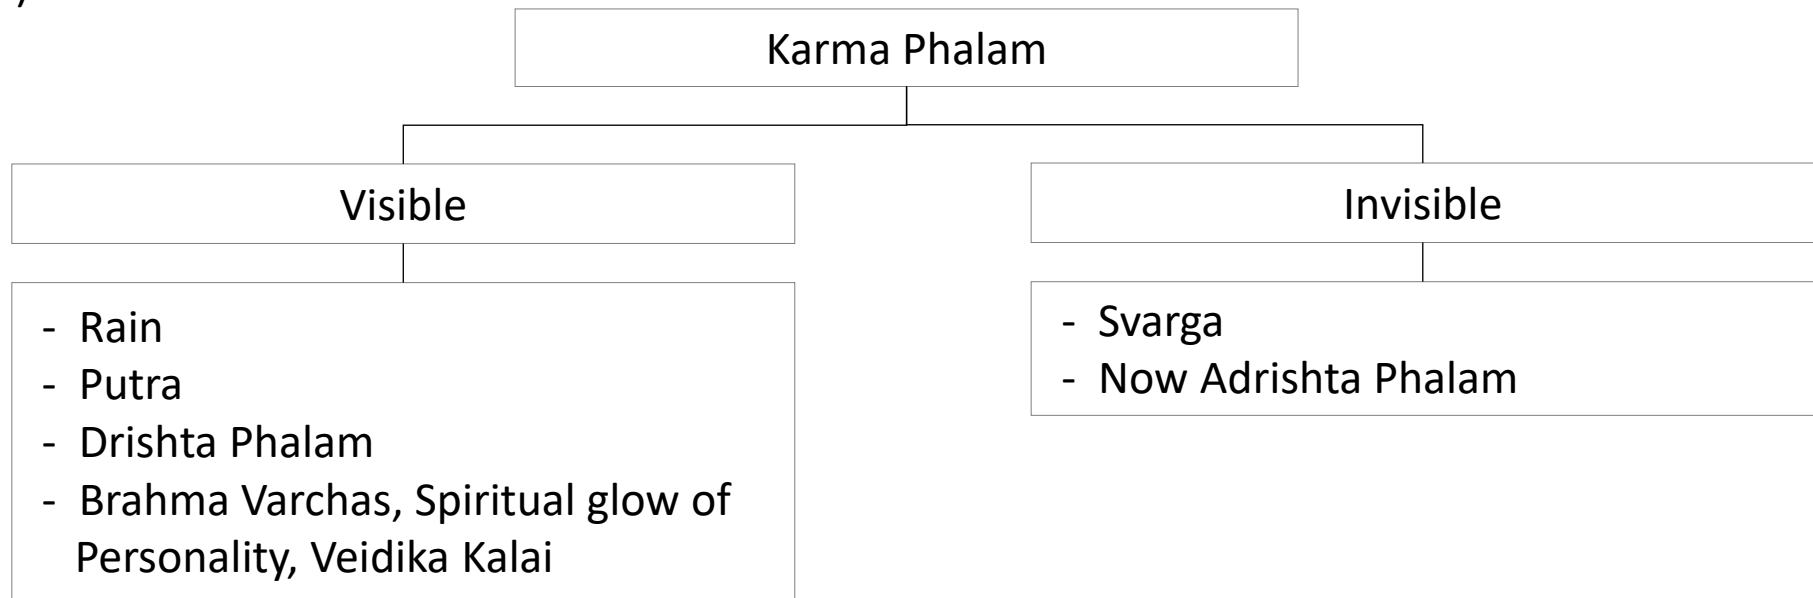 Karma Phalam
Visible
Invisible
- Rain
- Putra
- Drishta Phalam
- Brahma Varchas, Spiritual glow of
Personality, Veidika Kalai
- Svarga
- Now Adrishta Phalam